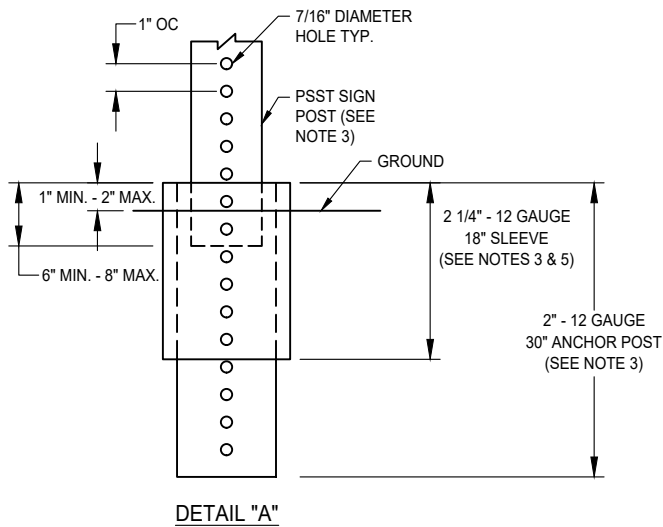 1" OC
7/16" DIAMETER
HOLE TYP.
PSST SIGN
POST (SEE
NOTE 3)
GROUND
1" MIN. - 2" MAX.
6" MIN. - 8" MAX.
2 1/4" - 12 GAUGE
18" SLEEVE
(SEE NOTES 3 & 5)
2" - 12 GAUGE
30" ANCHOR POST
(SEE NOTE 3)
DETAIL "A"